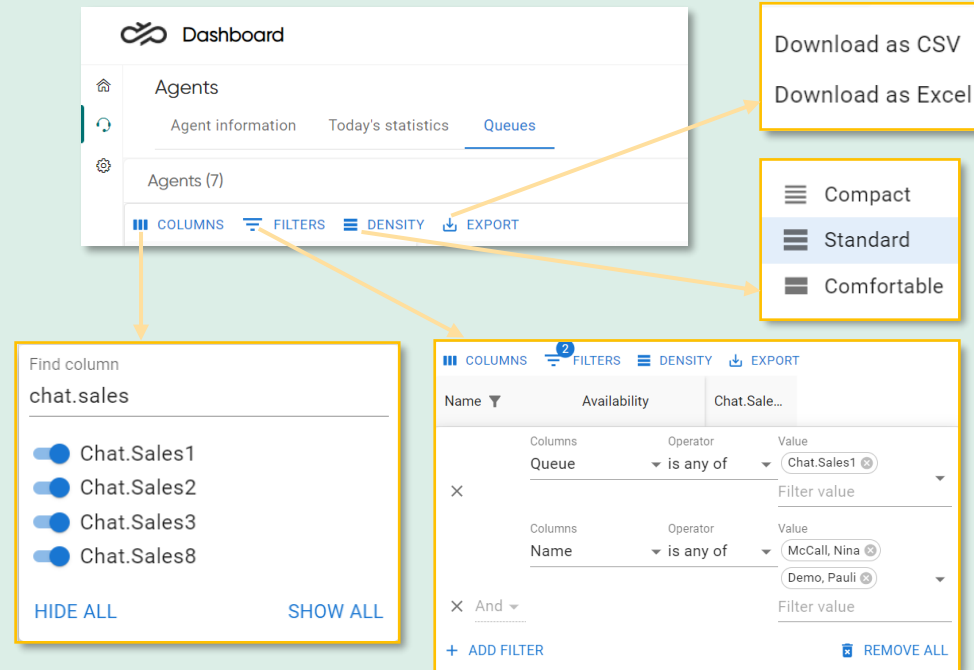 Dashboard
Agents
Agent information Today's statistics Queues
Agents (7)
COLUMNS FILTERS DENSITY EXPORT
Download as CSV
Download as Excel
Compact
Standard
Comfortable
Find column
chat.sales
Chat.Sales1
Chat.Sales2
Chat.Sales3
Chat.Sales8
HIDE ALL SHOW ALL
COLUMNS 2 FILTERS DENSITY EXPORT
Name Availability Chat.Sale...
Columns Operator Value
Queue is any of Chat.Sales1
Filter value
Columns Operator Value
Name is any of McCall, Nina
Demo, Pauli
And Filter value
+ ADD FILTER REMOVE ALL